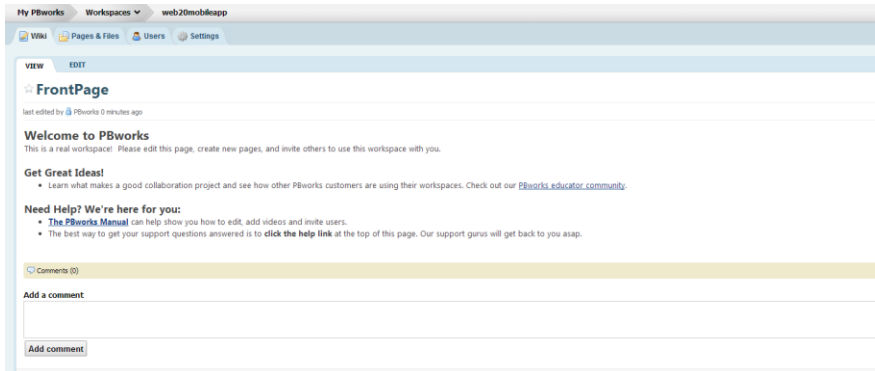 My PBworks Workspaces web20mobileapp
Wiki Pages & Files Users Settings
VIEW EDIT
FrontPage
last edited by PBworks 0 minutes ago
Welcome to PBworks
This is a real workspace! Please edit this page, create new pages, and invite others to use this workspace with you.
Get Great Ideas!
• Learn what makes a good collaboration project and see how other PBworks customers are using their workspaces. Check out our PBworks educator community.
Need Help? We're here for you:
• The PBworks Manual can help show you how to edit, add videos and invite users.
• The best way to get your support questions answered is to click the help link at the top of this page. Our support gurus will get back to you asap.
Comments (0)
Add a comment
Add comment